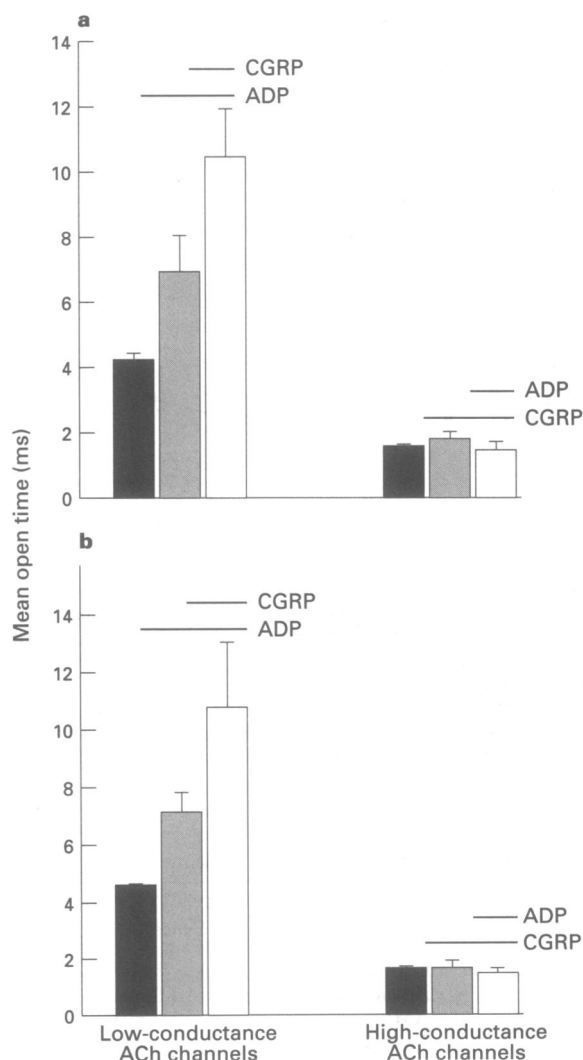 a
14
CGRP
ADP
12
10
8
6
4
ADP
CGRP
2
0
Mean open time (ms)
b
14
CGRP
ADP
12
10
8
6
4
ADP
CGRP
2
0
Low-conductance
ACh channels
High-conductance
ACh channels